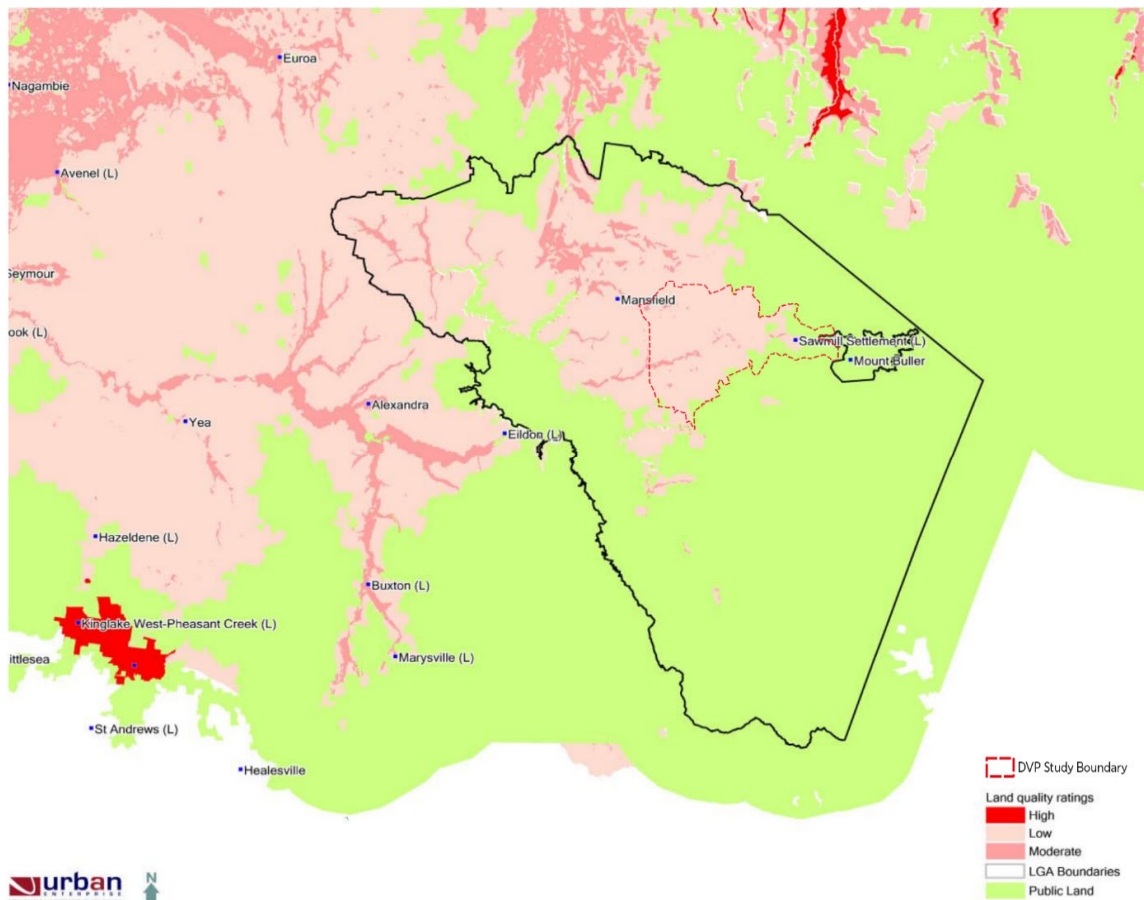 Euroa
Nagambie
Avenel (L)
Seymour
Mansfield
ook (L)
Sawmill Settlement (L)
Mount Buller
Alexandra
Yea
Eildon (L)
Hazeldene (L)
Buxton (L)
Kinglake West-Pheasant Creek (L)
ittlesea
Marysville (L)
St Andrews (L)
Healesville
DVP Study Boundary
Land quality ratings
High
Low
Moderate
LGA Boundaries
Public Land
urban
ENTERPRISE
N